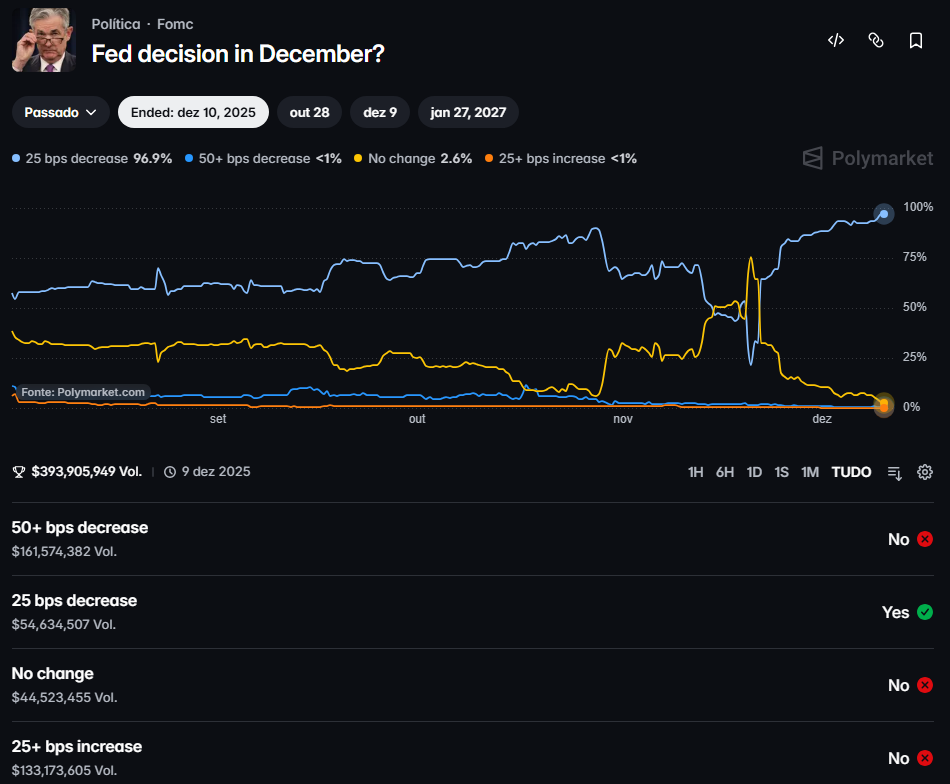 Política · Fomc
Fed decision in December?
Passado
Ended: dez 10, 2025
out 28
dez 9
jan 27, 2027
25 bps decrease 96.9%
50+ bps decrease <1%
No change 2.6%
25+ bps increase <1%
Polymarket
100%
75%
50%
25%
0%
Fonte: Polymarket.com
set
out
nov
dez
$393,905,949 Vol.
9 dez 2025
1H
6H
1D
1S
1M
TUDO
50+ bps decrease
$161,574,382 Vol.
No
25 bps decrease
$54,634,507 Vol.
Yes
No change
$44,523,455 Vol.
No
25+ bps increase
$133,173,605 Vol.
No